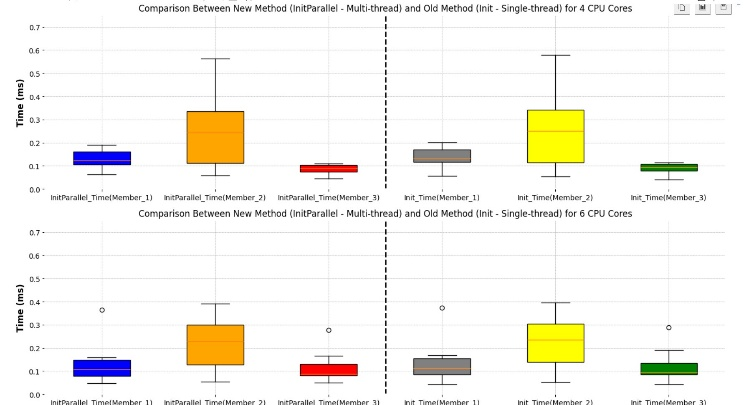 Comparison Between New Method (InitParallel - Multi-thread) and Old Method (Init - Single-thread) for 4 CPU Cores
0.7
0.6
0.5
0.4
0.3
0.2
0.1
0.0
Time (ms)
InitParallel_Time(Member_1) InitParallel_Time(Member_2) InitParallel_Time(Member_3) Init_Time(Member_1) Init_Time(Member_2) Init_Time(Member_3)
Comparison Between New Method (InitParallel - Multi-thread) and Old Method (Init - Single-thread) for 6 CPU Cores
0.7
0.6
0.5
0.4
0.3
0.2
0.1
0.0
Time (ms)
InitParallel_Time(Member_1) InitParallel_Time(Member_2) InitParallel_Time(Member_3) Init_Time(Member_1) Init_Time(Member_2) Init_Time(Member_3)